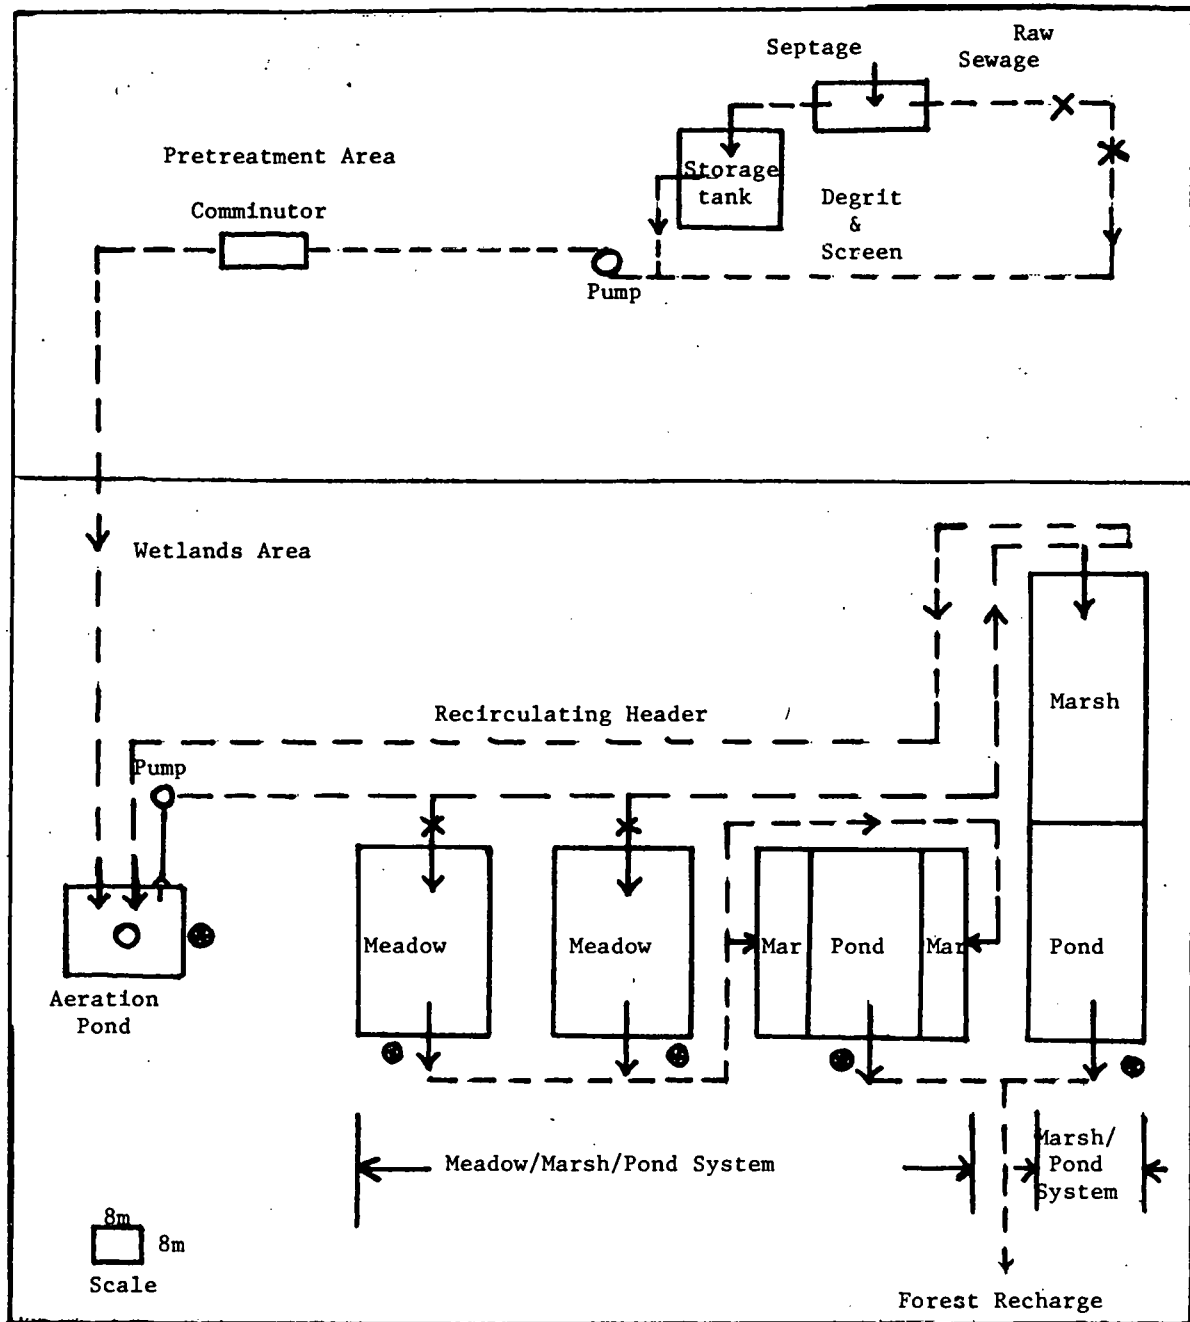 Raw
Septage
Sewage
Pretreatment Area
Storage
tank
Degrit
&
Screen
Comminutor
Pump
Wetlands Area
Recirculating Header
Marsh
Pump
Meadow
Meadow
Mar
Pond
Mar
Pond
Aeration
Pond
Meadow/Marsh/Pond System
Marsh/
Pond
System
8m
8m
Scale
Forest Recharge